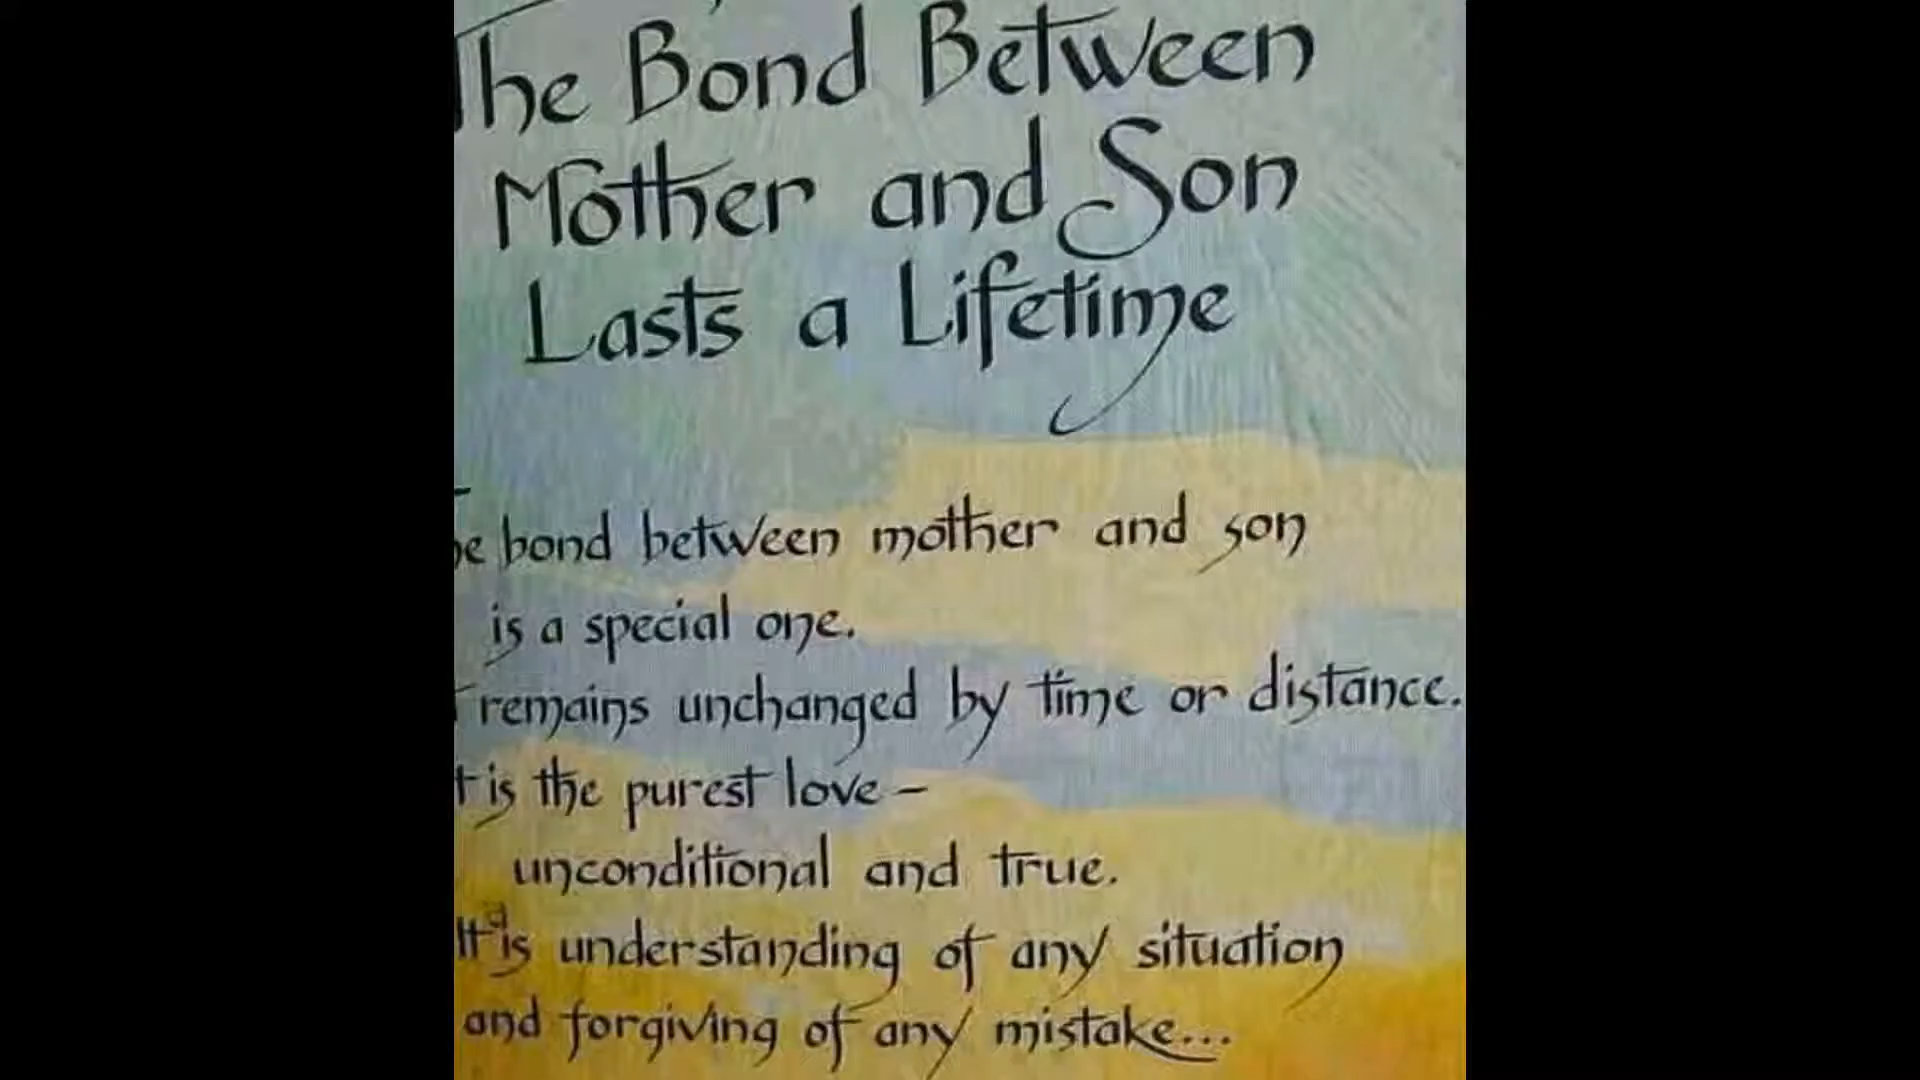 The Bond Between
Mother and Son
Lasts a Lifetime
he bond between mother and son
is a special one.
remains unchanged by time or distance.
t is the purest love –
unconditional and true.
It is understanding of any situation
and forgiving of any mistake...